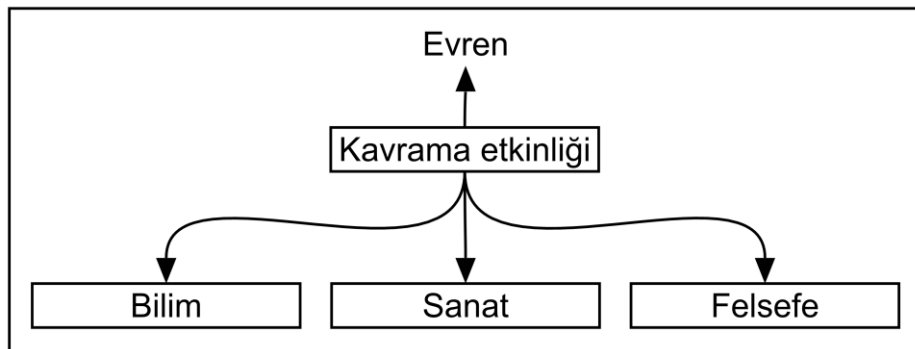 Evren
Kavrama etkinliği
Bilim
Sanat
Felsefe